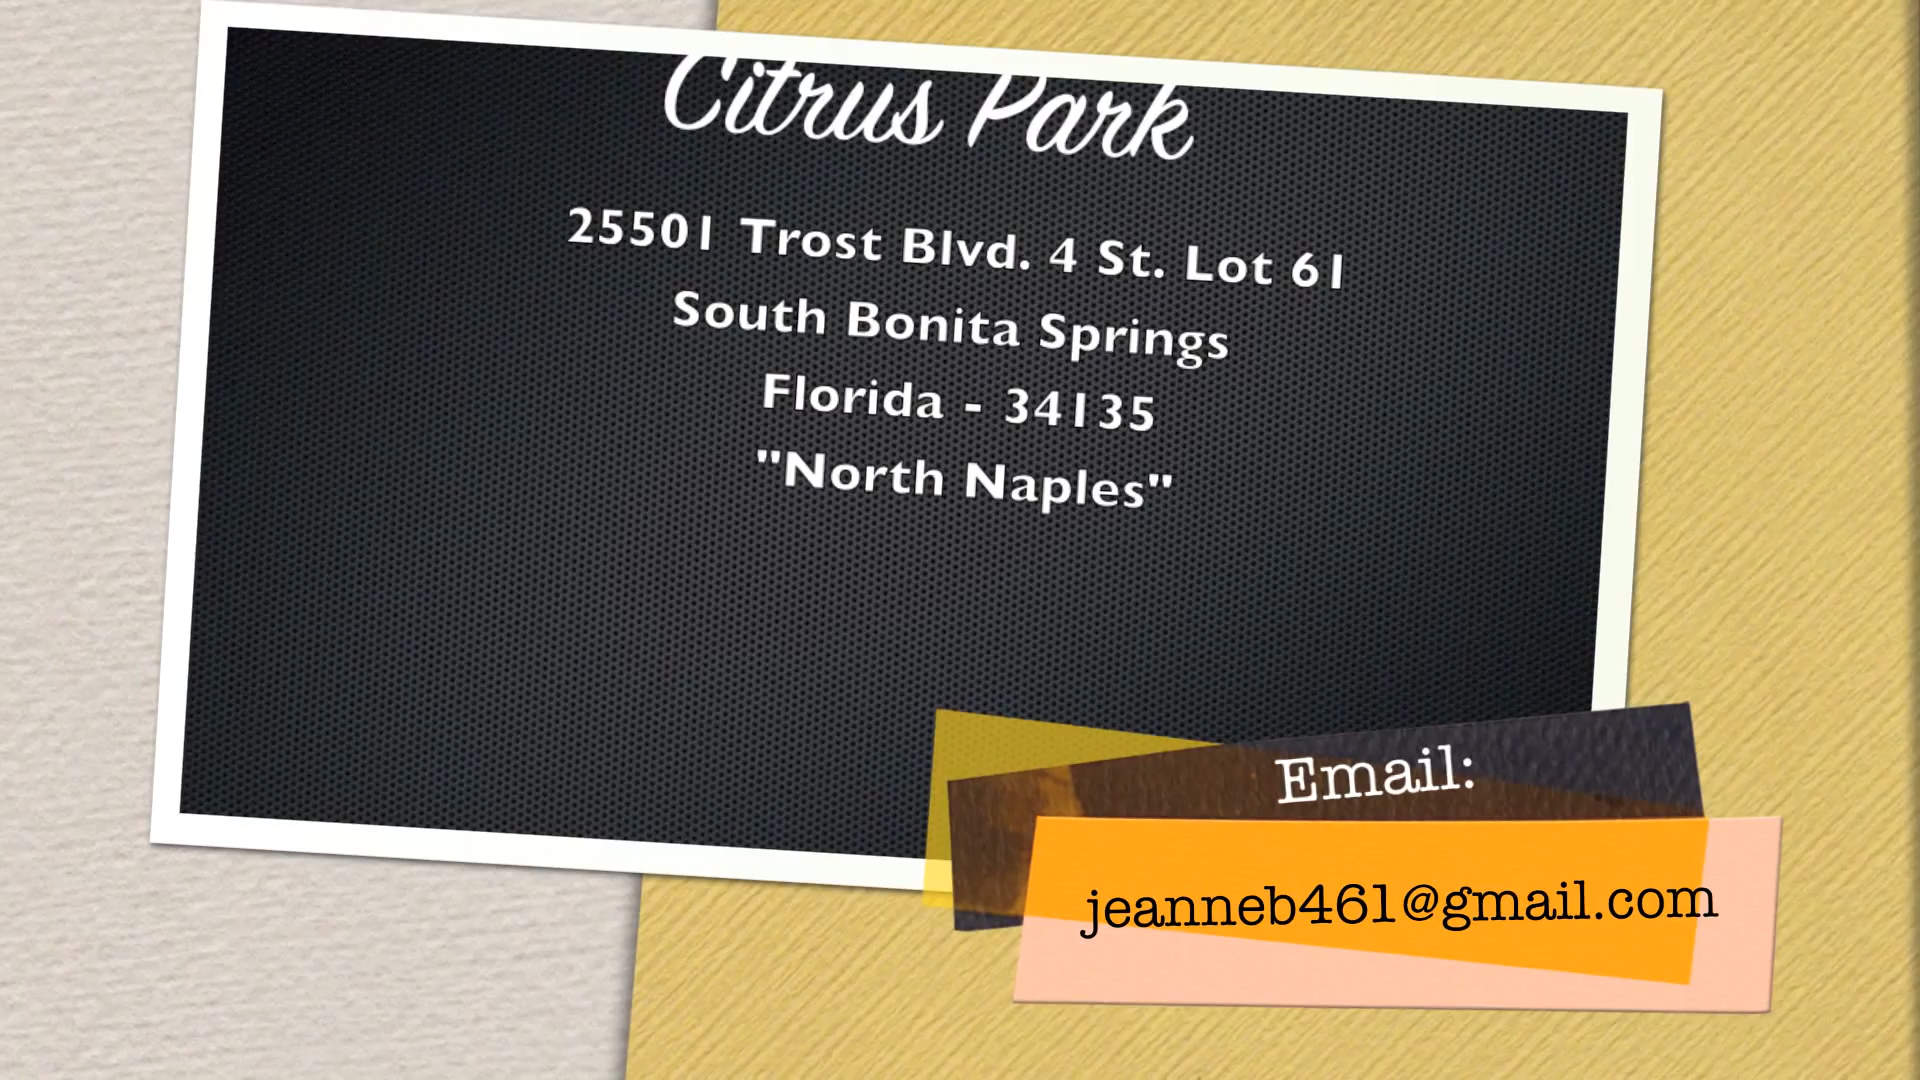 Citrus Park
25501 Trost Blvd. 4 St. Lot 61
South Bonita Springs
Florida - 34135
"North Naples"
Email:
jeanneb461@gmail.com